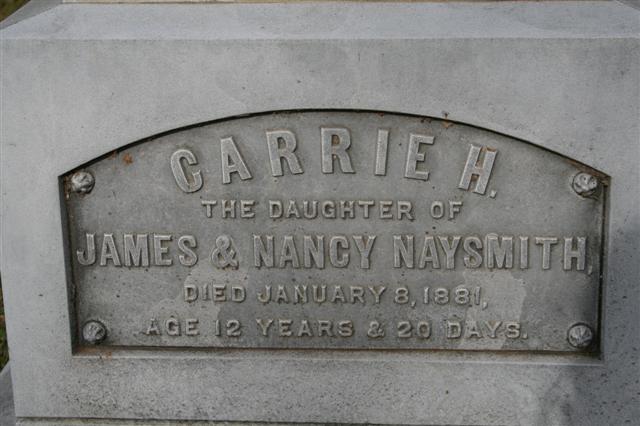 CARRIE H.
THE DAUGHTER OF
JAMES & NANCY NAYSMITH,
DIED JANUARY 8, 1881,
AGE 12 YEARS & 20 DAYS.